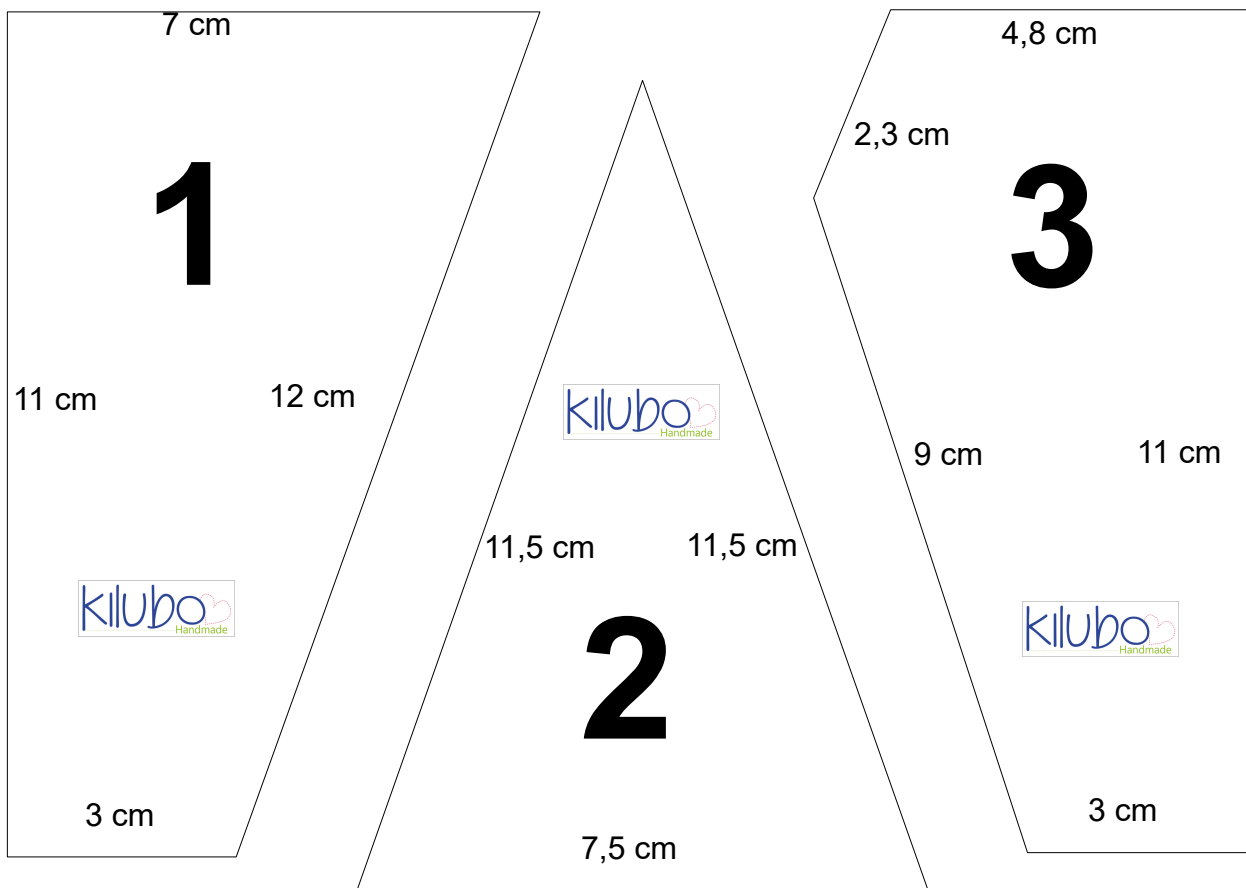 7 cm
1
11 cm
12 cm
kilubo
Handmade
3 cm
kilubo
Handmade
11,5 cm
11,5 cm
2
7,5 cm
4,8 cm
2,3 cm
3
9 cm
11 cm
kilubo
Handmade
3 cm